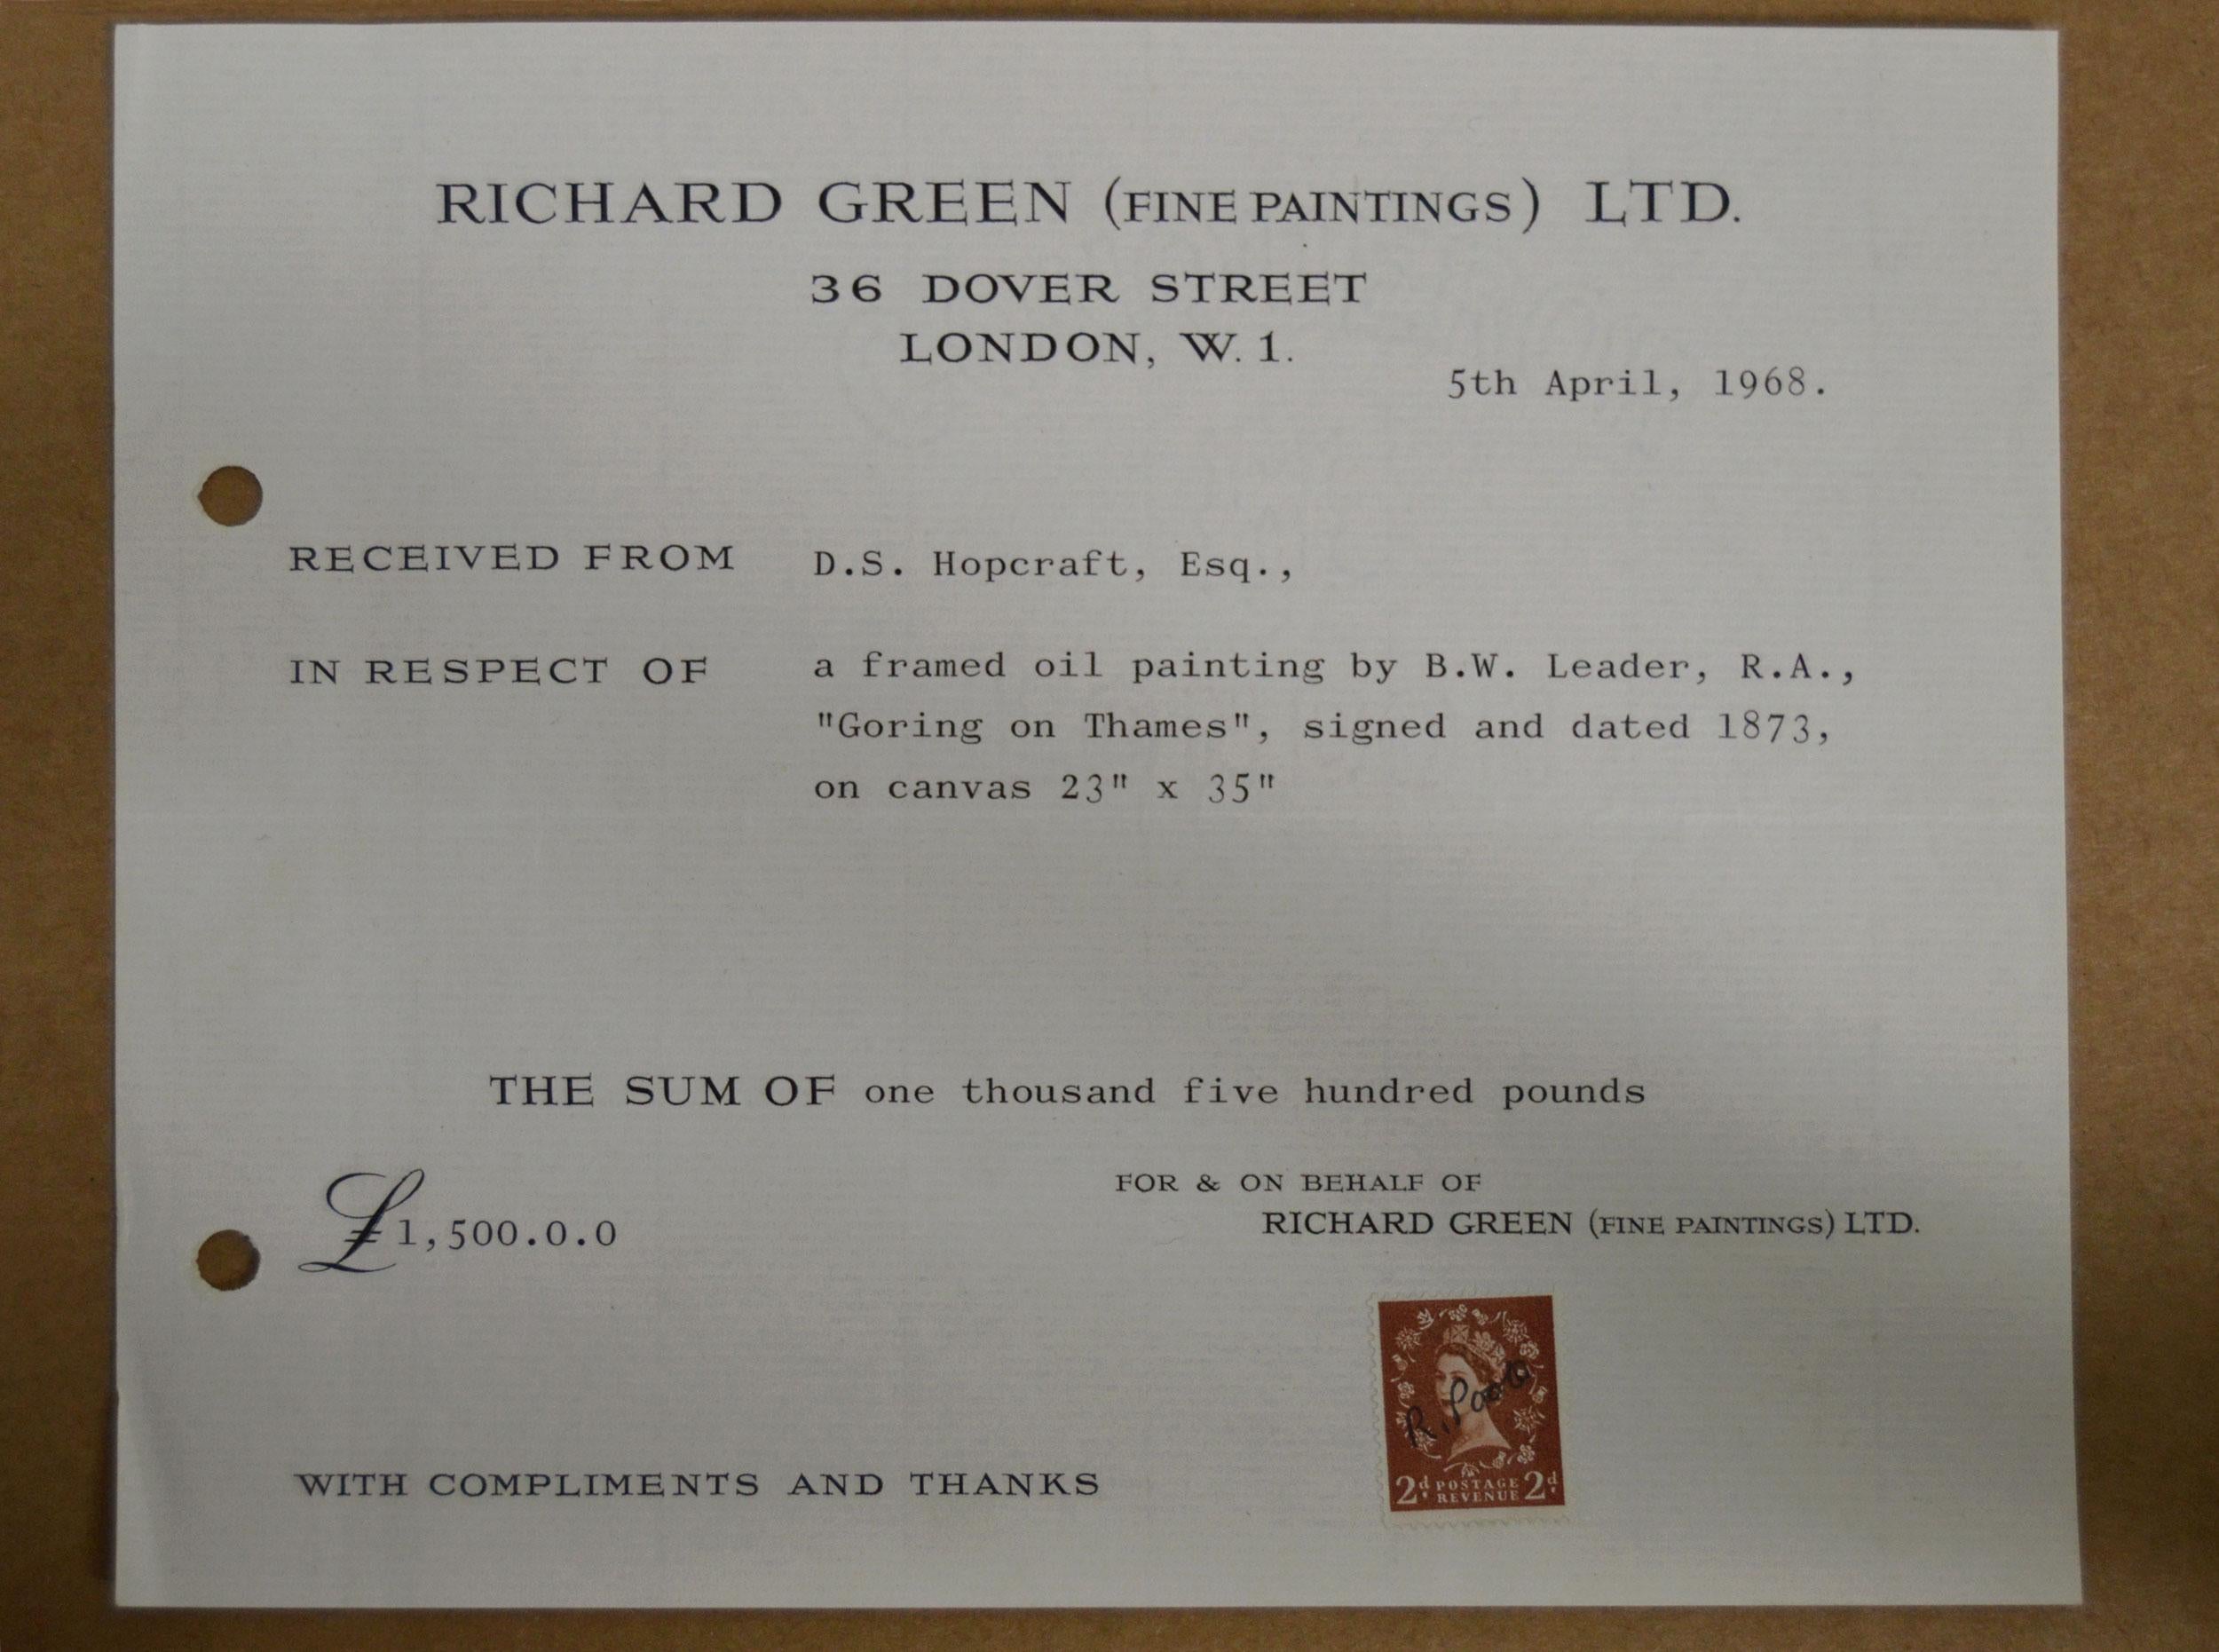 RICHARD GREEN (FINE PAINTINGS) LTD.
36 DOVER STREET
LONDON, W. 1.
5th April, 1968.
RECEIVED FROM D.S. Hopcraft, Esq.,
IN RESPECT OF a framed oil painting by B.W. Leader, R.A.,
"Goring on Thames", signed and dated 1873,
on canvas 23" x 35"
THE SUM OF one thousand five hundred pounds
£1,500.0.0
FOR & ON BEHALF OF
RICHARD GREEN (FINE PAINTINGS) LTD.
R.
2d POSTAGE 2d
REVENUE
WITH COMPLIMENTS AND THANKS